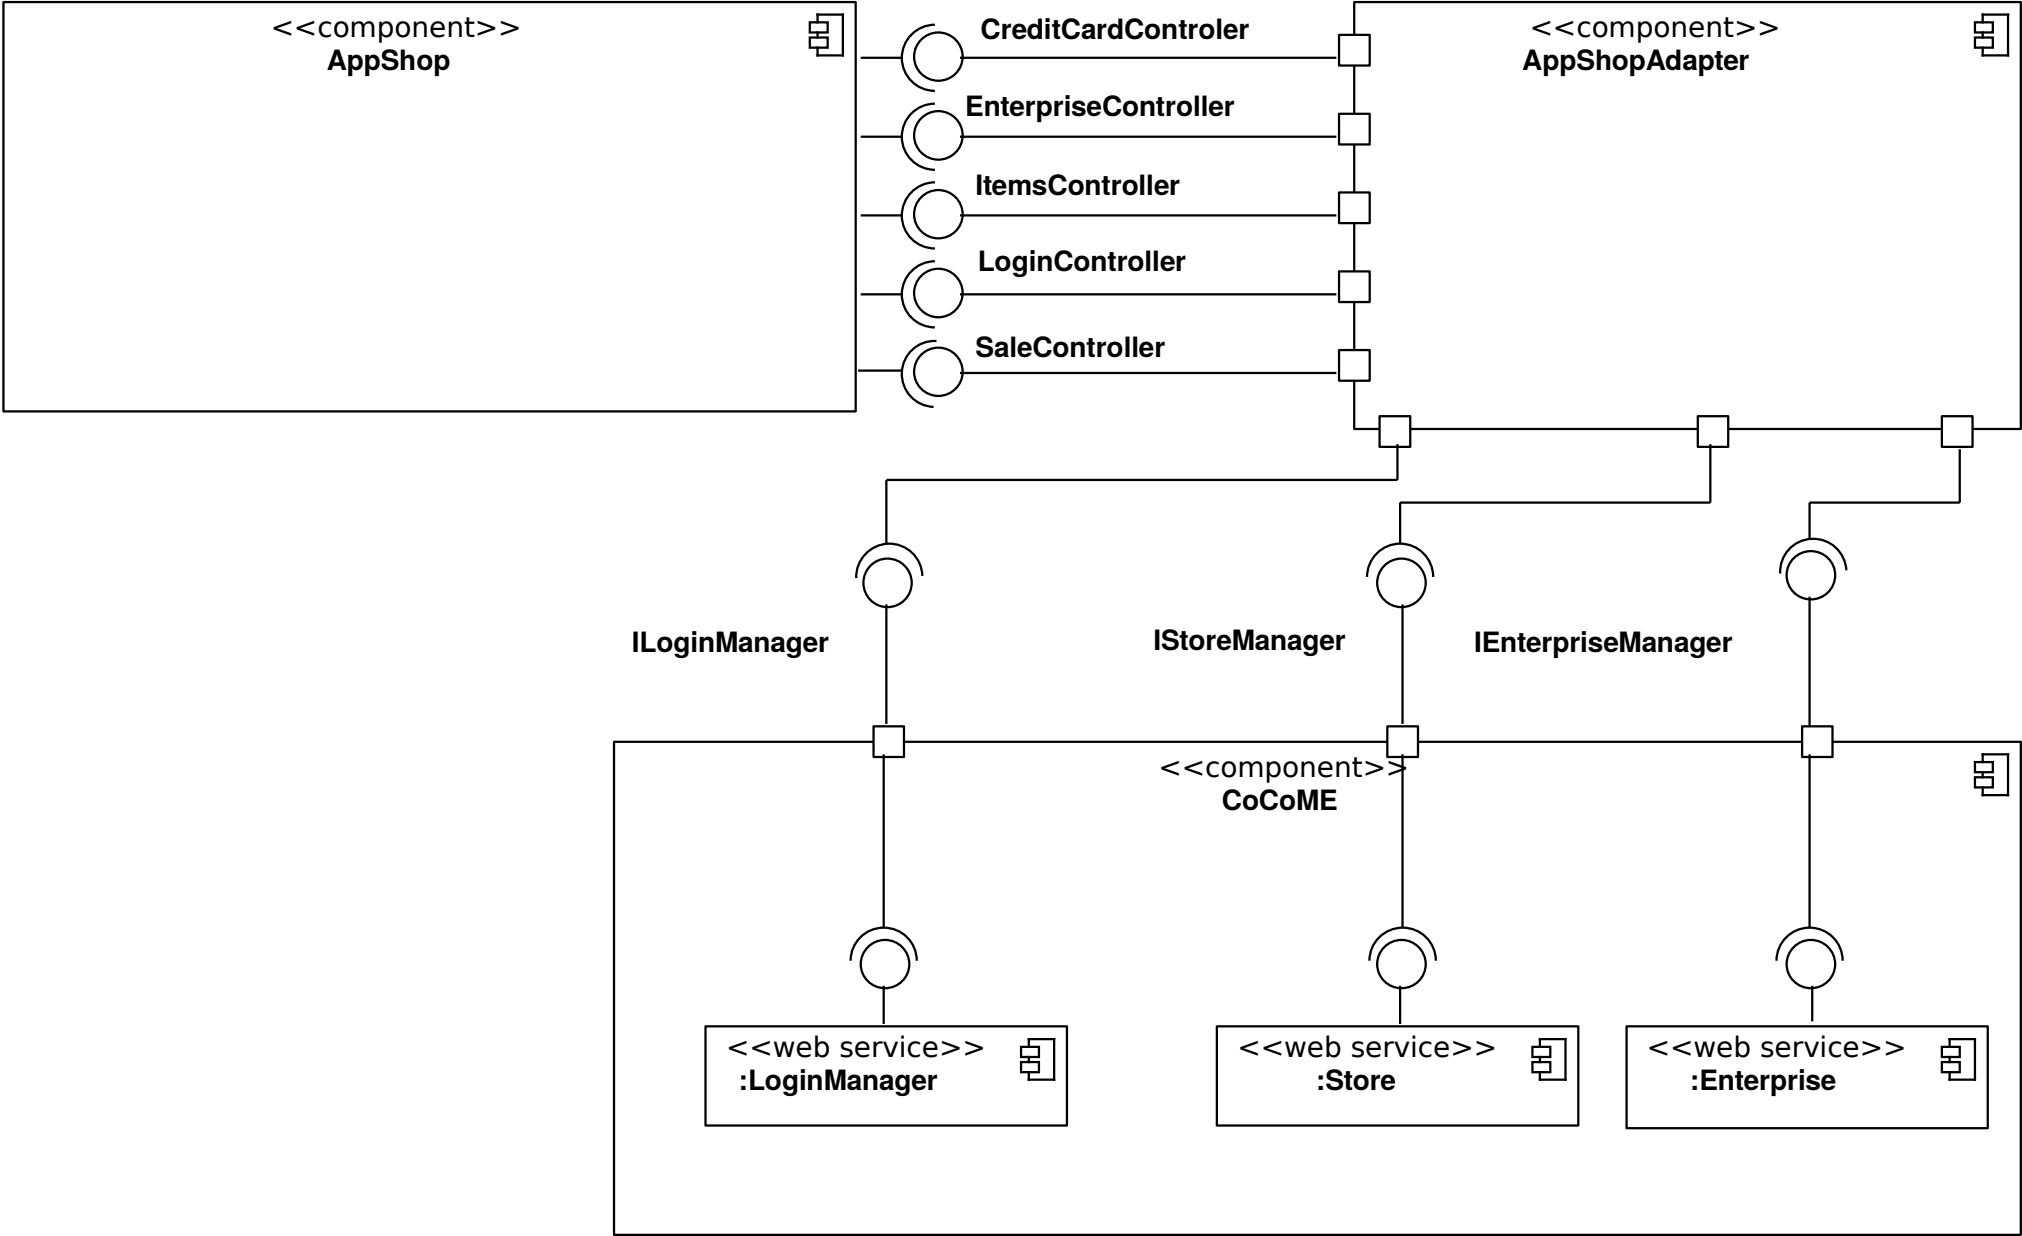 <<component>>
AppShop
CreditCardControler
EnterpriseController
ItemsController
LoginController
SaleController
<<component>>
AppShopAdapter
ILoginManager
IStoreManager
IEnterpriseManager
<<component>>
CoCoME
<<web service>>
:LoginManager
<<web service>>
:Store
<<web service>>
:Enterprise